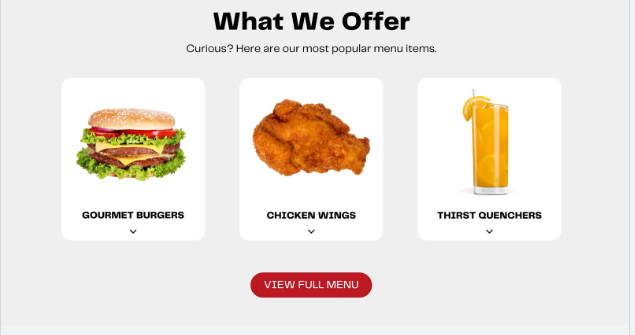 What We Offer
Curious? Here are our most popular menu items.
GOURMET BURGERS
CHICKEN WINGS
THIRST QUENCHERS
VIEW FULL MENU